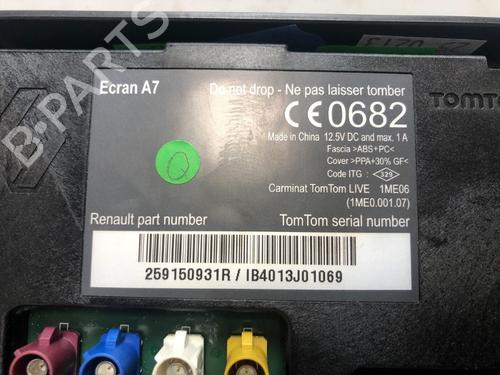 Ecran A7
Do not drop - Ne pas laisser tomber
CE0682
Made in China 12.5V DC and max. 1 A
Fascia >ABS+PC<
Cover >PPA+30% GF<
Code ITG : 329
TOMT
Carminat TomTom LIVE 1ME06
(1ME0.001.07)
Renault part number
TomTom serial number
259150931R / IB4013J01069
B-Parts